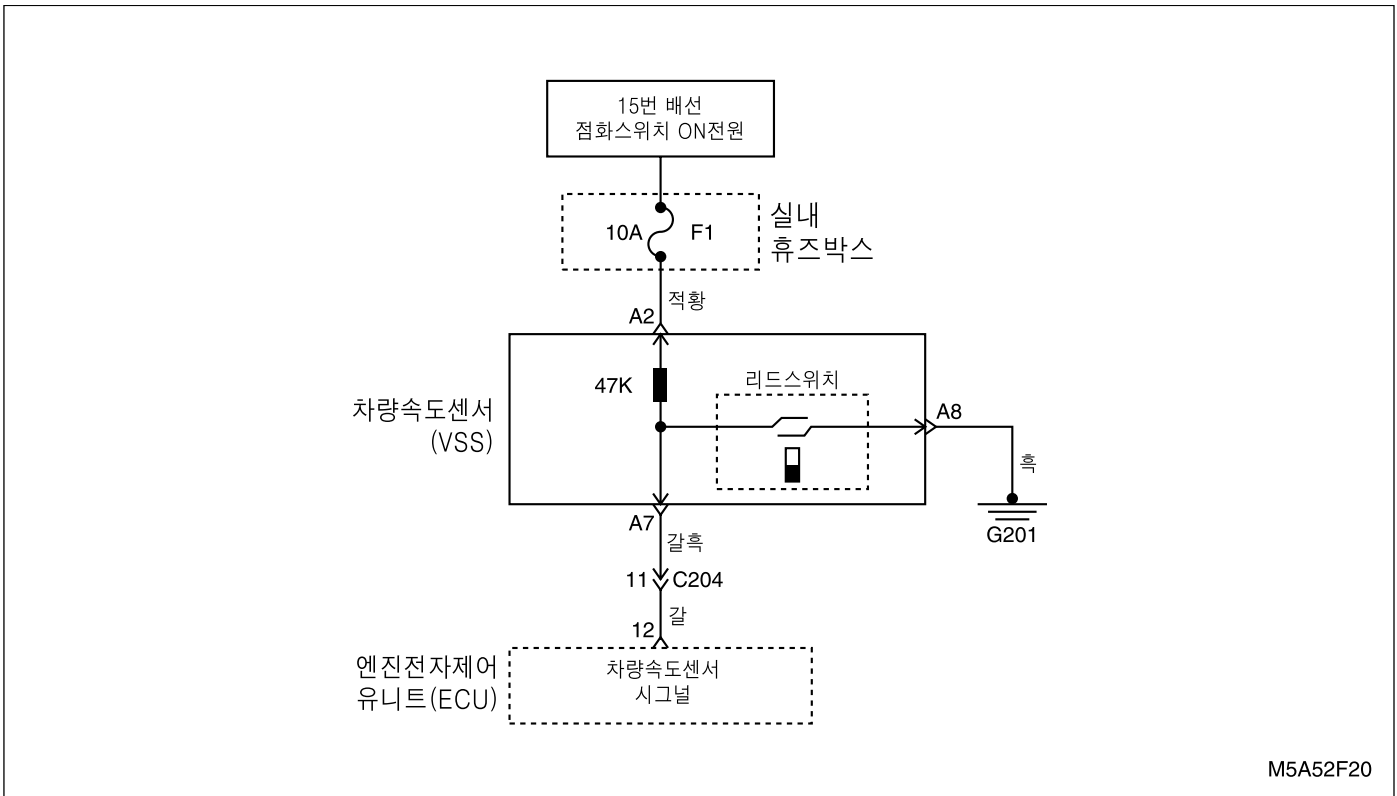 15번 배선
점화스위치 ON전원
10A
F1
실내
휴즈박스
적황
A2
47K
리드스위치
차량속도센서
(VSS)
A8
흑
G201
A7
갈흑
11
C204
갈
12
엔진전자제어
유니트(ECU)
차량속도센서
시그널
M5A52F20